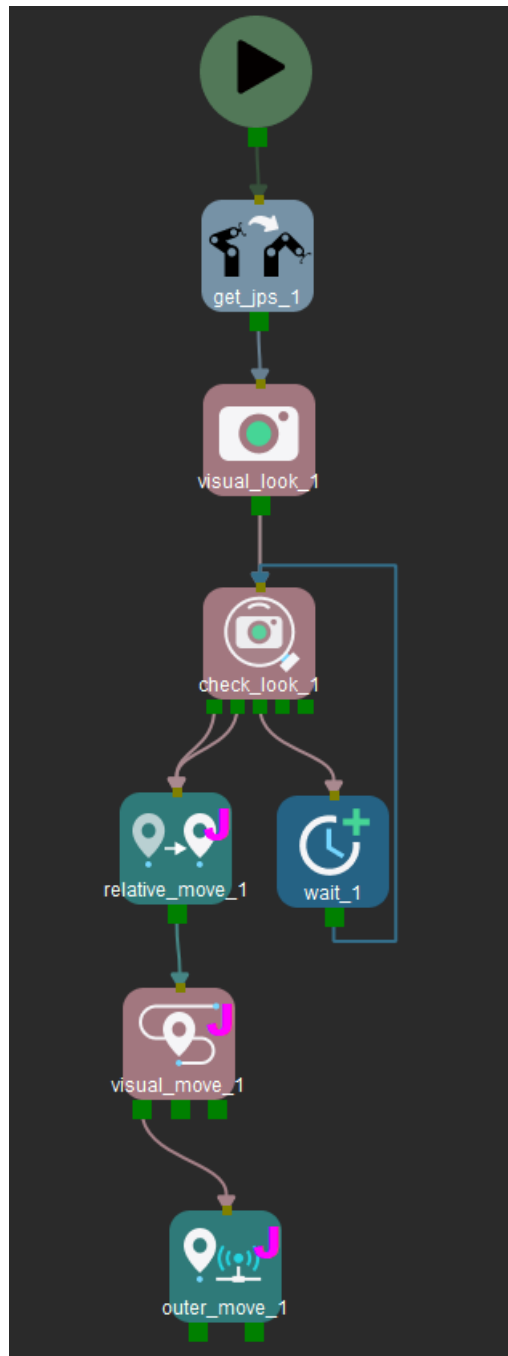 get_jps_1
visual_look_1
check_look_1
J
relative_move_1
wait_1
J
visual_move_1
J
outer_move_1